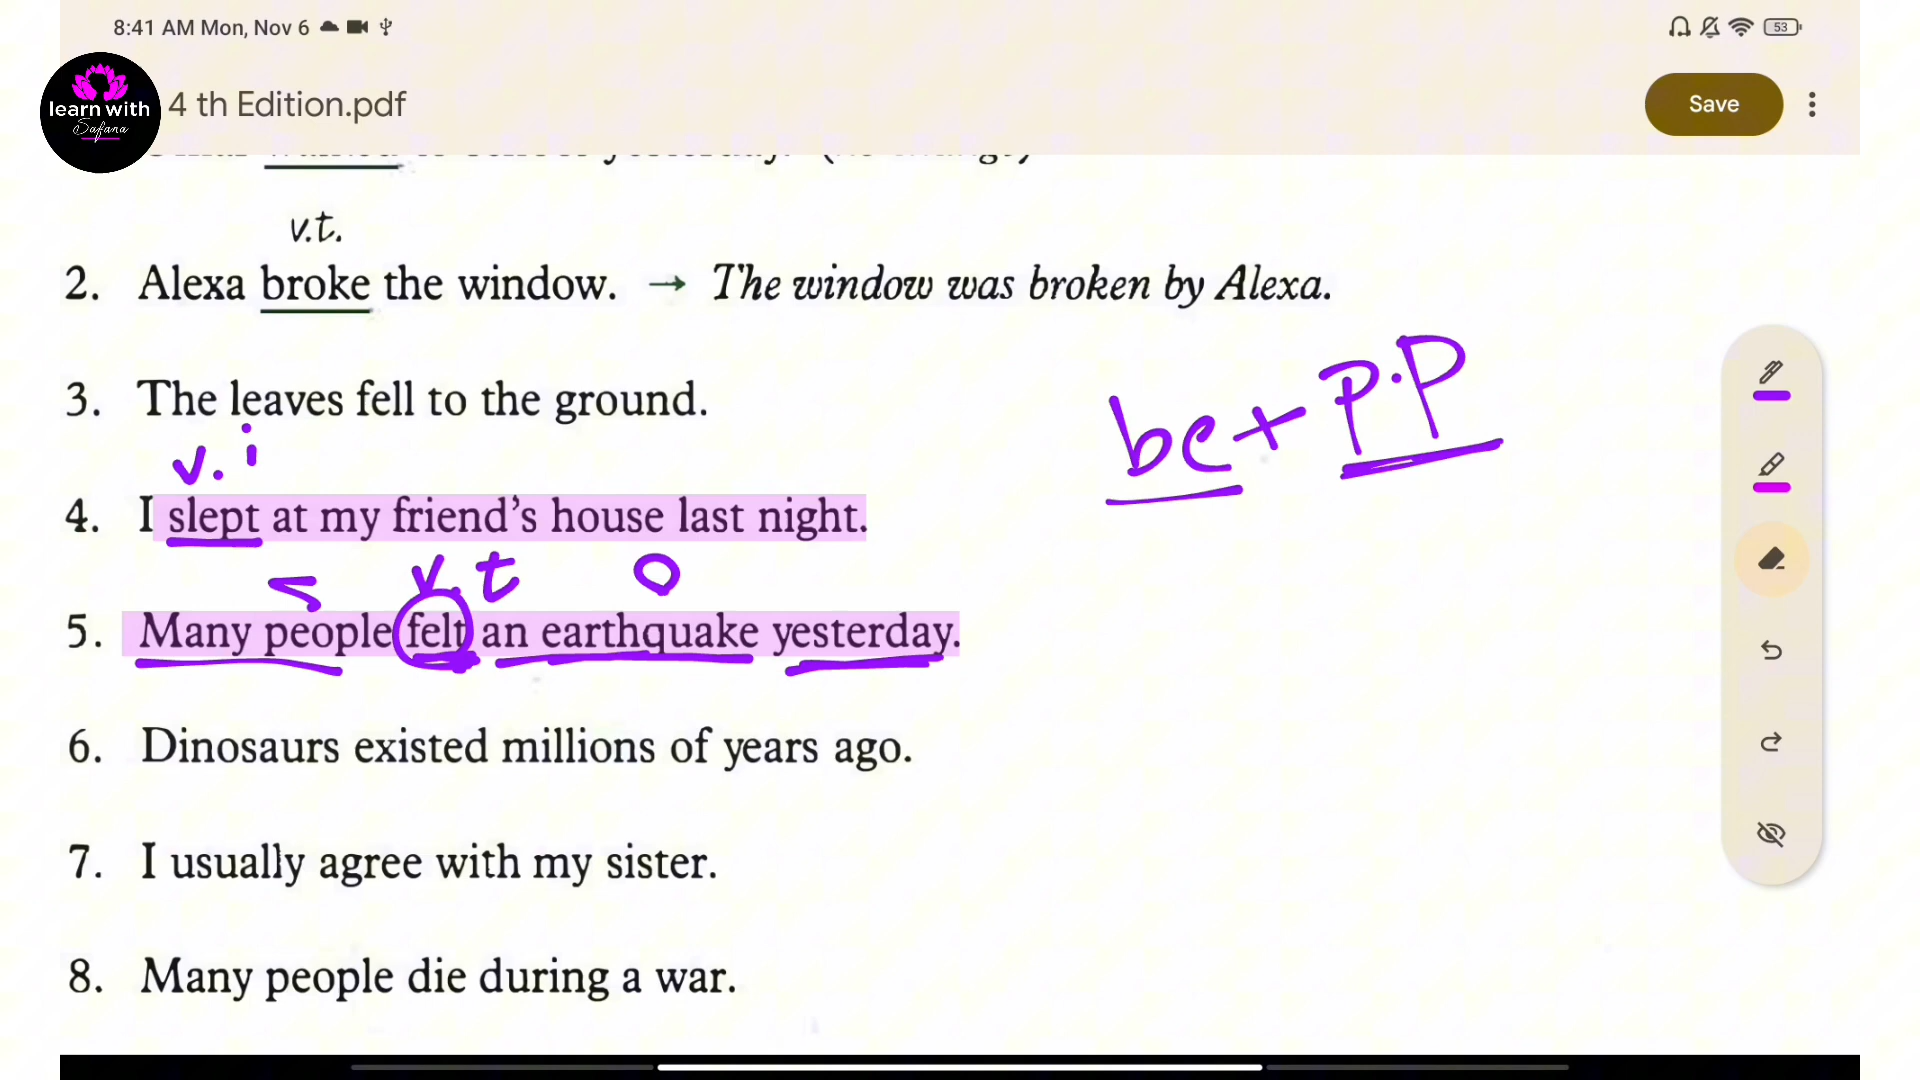 8:41 AM Mon, Nov 6
53
learn with
Safana
4 th Edition.pdf
Save
v.t.
2. Alexa broke the window. → The window was broken by Alexa.
be + P.P
3. The leaves fell to the ground.
v. i
4. I slept at my friend's house last night.
S v. t O
5. Many people felt an earthquake yesterday.
6. Dinosaurs existed millions of years ago.
7. I usually agree with my sister.
8. Many people die during a war.